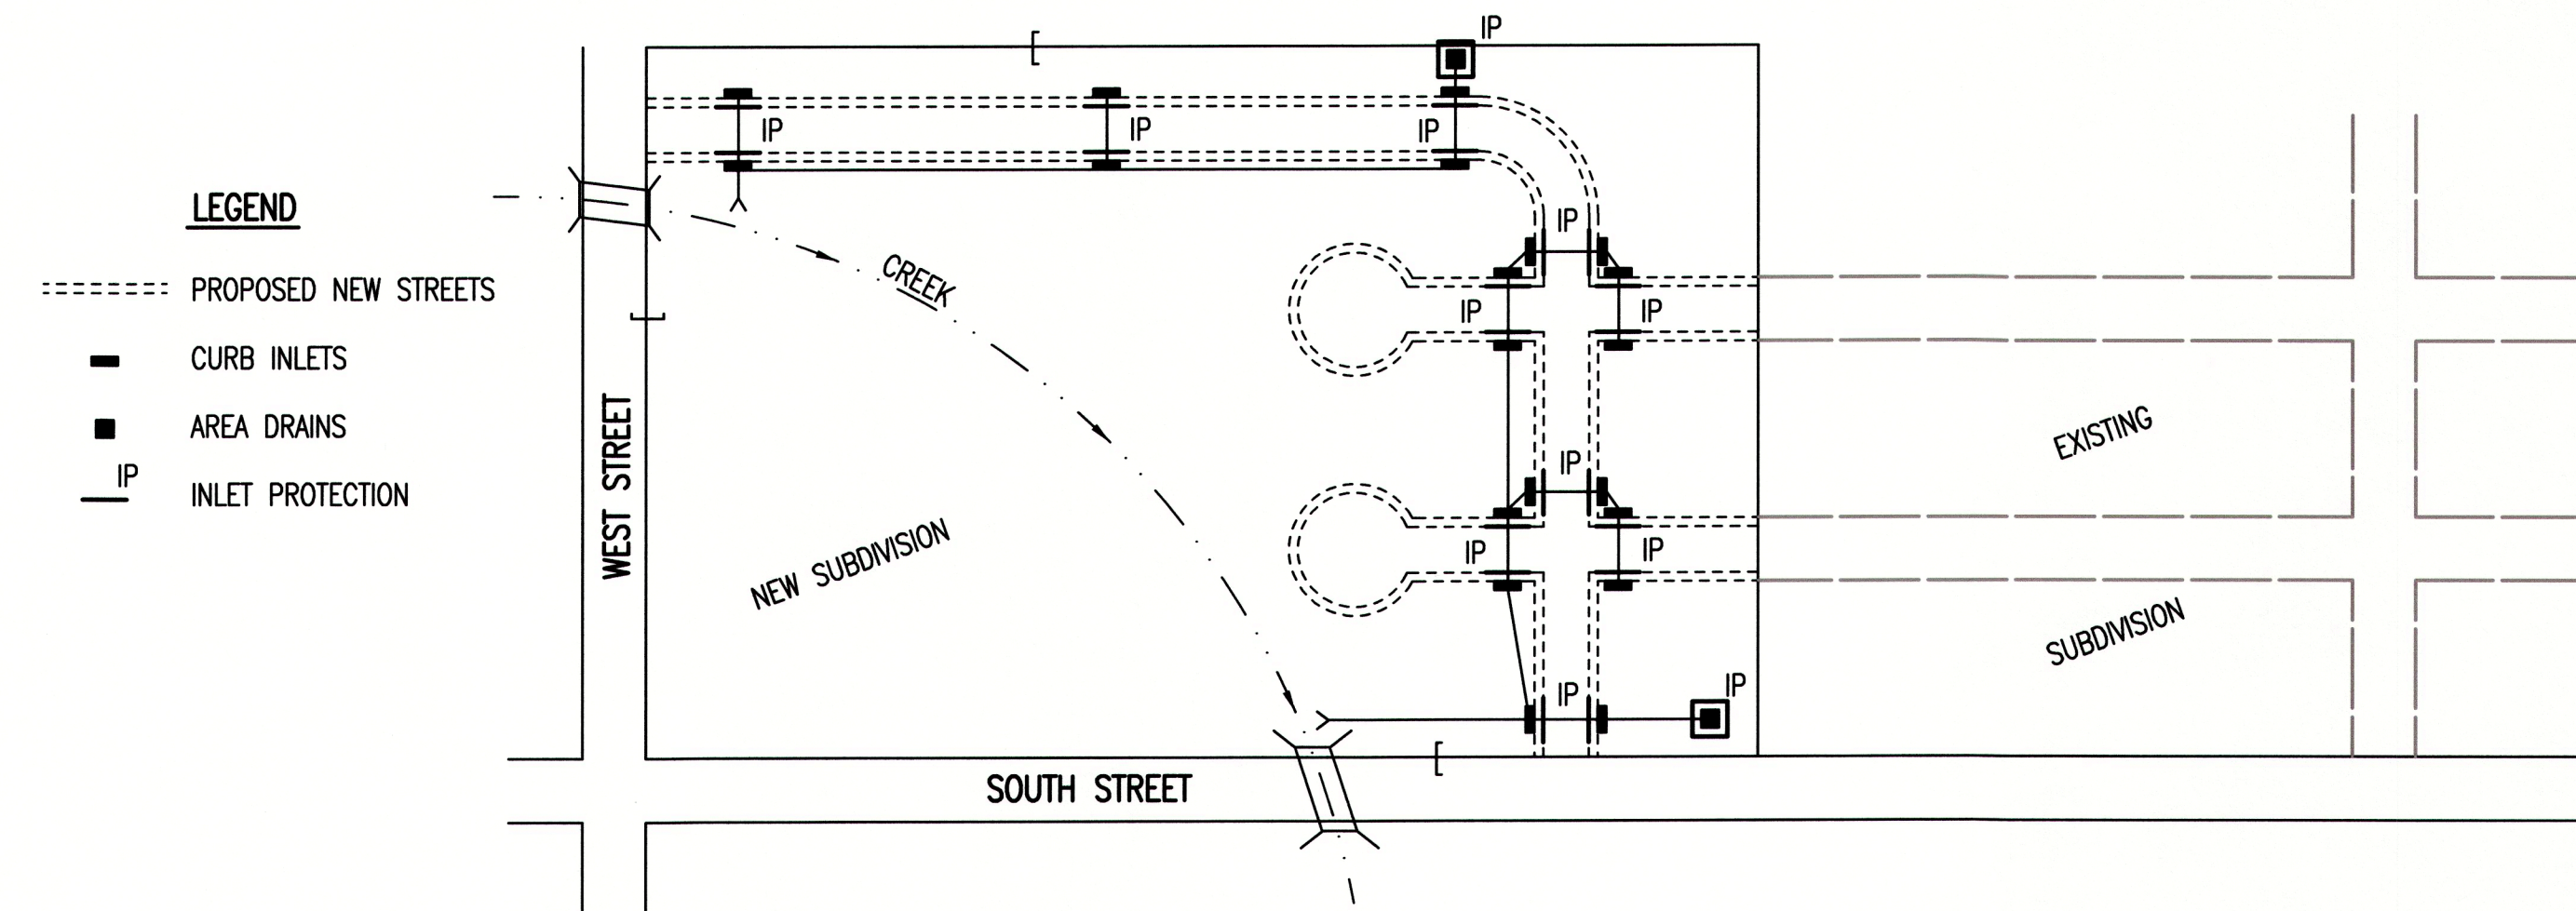 IP
IP
IP
IP
LEGEND
IP
CREEK
PROPOSED NEW STREETS
IP
IP
CURB INLETS
WEST STREET
AREA DRAINS
EXISTING
IP
IP
INLET PROTECTION
NEW SUBDIVISION
IP
IP
SUBDIVISION
IP
IP
SOUTH STREET